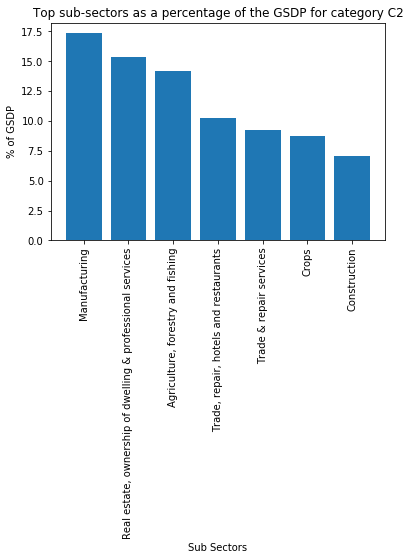 Top sub-sectors as a percentage of the GSDP for category C2
% of GSDP
17.5
15.0
12.5
10.0
7.5
5.0
2.5
0.0
Manufacturing
Real estate, ownership of dwelling & professional services
Agriculture, forestry and fishing
Trade, repair, hotels and restaurants
Trade & repair services
Crops
Construction
Sub Sectors